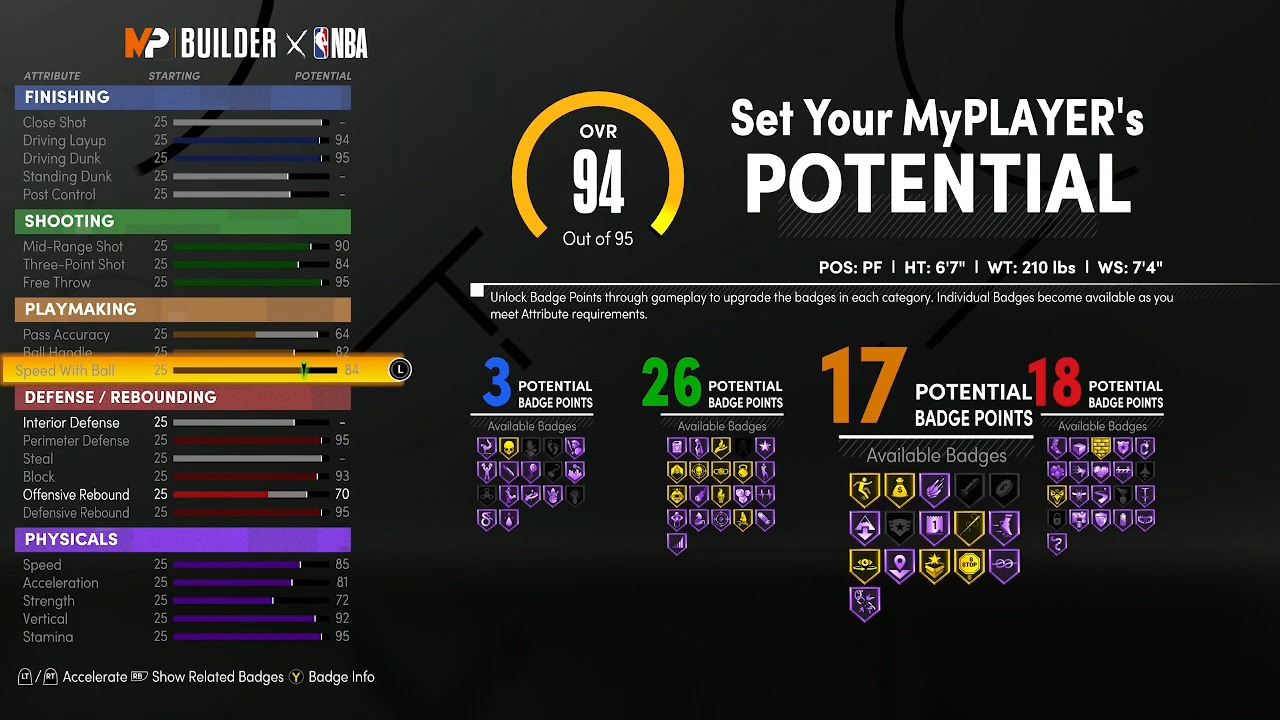 MP | BUILDER X NBA
ATTRIBUTE STARTING POTENTIAL
FINISHING
Close Shot 25 -
Driving Layup 25 94
Driving Dunk 25 95
Standing Dunk 25 -
Post Control 25 -
SHOOTING
Mid-Range Shot 25 90
Three-Point Shot 25 84
Free Throw 25 95
PLAYMAKING
Pass Accuracy 25 64
Ball Handle 25 82
Speed With Ball 25 84 L
DEFENSE / REBOUNDING
Interior Defense 25 -
Perimeter Defense 25 95
Steal 25 -
Block 25 93
Offensive Rebound 25 70
Defensive Rebound 25 95
PHYSICALS
Speed 25 85
Acceleration 25 81
Strength 25 72
Vertical 25 92
Stamina 25 95
LT / RT Accelerate RB Show Related Badges Y Badge Info
OVR
94
Out of 95
Set Your MyPLAYER's
POTENTIAL
POS: PF | HT: 6'7" | WT: 210 lbs | WS: 7'4"
Unlock Badge Points through gameplay to upgrade the badges in each category. Individual Badges become available as you
meet Attribute requirements.
3 POTENTIAL BADGE POINTS
Available Badges
26 POTENTIAL BADGE POINTS
Available Badges
17 POTENTIAL BADGE POINTS
Available Badges
1
STOP
18 POTENTIAL BADGE POINTS
Available Badges